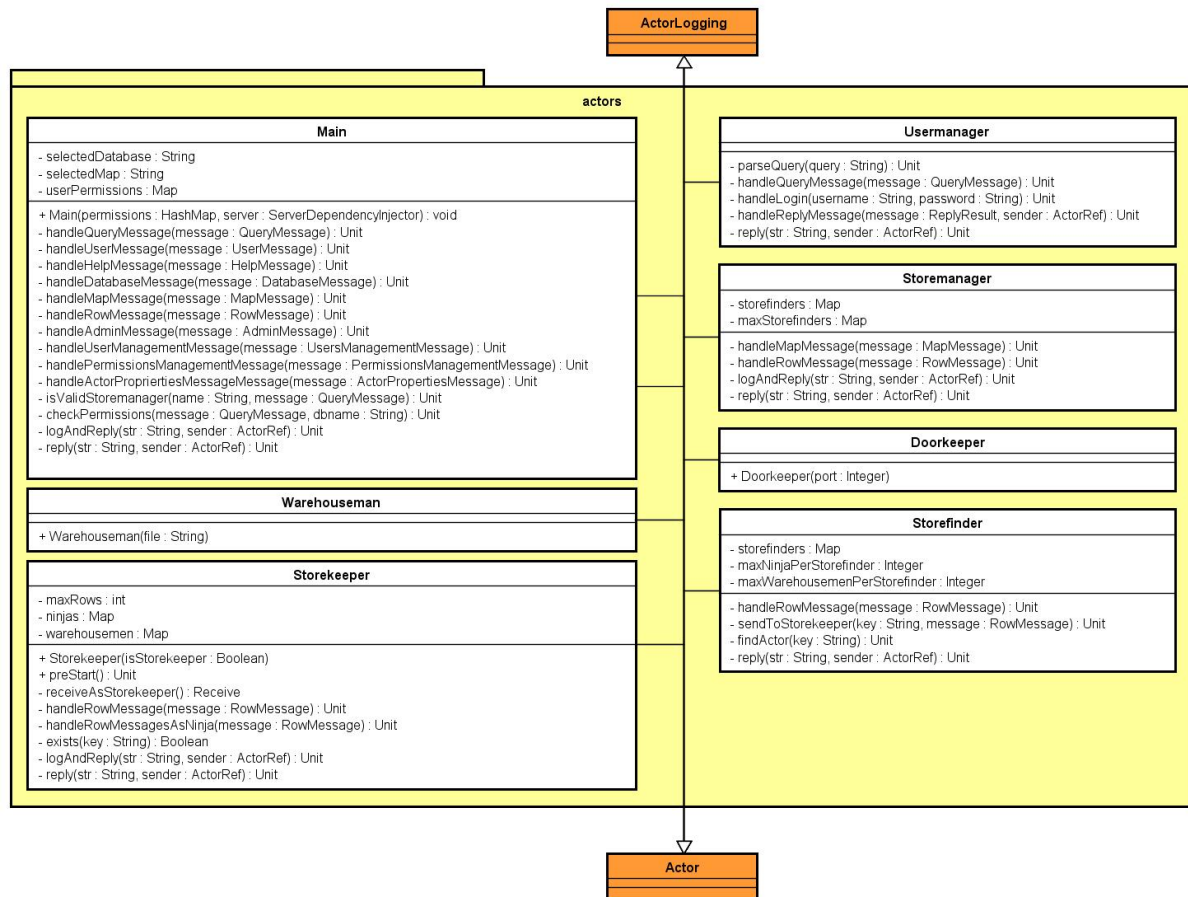 ActorLogging
actors
Main
- selectedDatabase : String
- selectedMap : String
- userPermissions : Map
+ Main(permissions : HashMap, server : ServerDependencyInjector) : void
- handleQueryMessage(message : QueryMessage) : Unit
- handleUserMessage(message : UserMessage) : Unit
- handleHelpMessage(message : HelpMessage) : Unit
- handleDatabaseMessage(message : DatabaseMessage) : Unit
- handleMapMessage(message : MapMessage) : Unit
- handleRowMessage(message : RowMessage) : Unit
- handleAdminMessage(message : AdminMessage) : Unit
- handleUserManagementMessage(message : UsersManagementMessage) : Unit
- handlePermissionsManagementMessage(message : PermissionsManagementMessage) : Unit
- handleActorPropriertiesMessageMessage(message : ActorPopertiesMessage) : Unit
- isValidStoremanager(name : String, message : QueryMessage) : Unit
- checkPermissions(message : QueryMessage, dbname : String) : Unit
- logAndReply(str : String, sender : ActorRef) : Unit
- reply(str : String, sender : ActorRef) : Unit
Warehouseman
+ Warehouseman(file : String)
Storekeeper
- maxRows : int
- ninjas : Map
- warehousemen : Map
+ Storekeeper(isStorekeeper : Boolean)
+ preStart() : Unit
- receiveAsStorekeeper() : Receive
- handleRowMessage(message : RowMessage) : Unit
- handleRowMessagesAsNinja(message : RowMessage) : Unit
- exists(key : String) : Boolean
- logAndReply(str : String, sender : ActorRef) : Unit
- reply(str : String, sender : ActorRef) : Unit
Usermanager
- parseQuery(query : String) : Unit
- handleQueryMessage(message : QueryMessage) : Unit
- handleLogin(username : String, password : String) : Unit
- handleReplyMessage(message : ReplyResult, sender : ActorRef) : Unit
- reply(str : String, sender : ActorRef) : Unit
Storemanager
- storefinders : Map
- maxStorefinders : Map
- handleMapMessage(message : MapMessage) : Unit
- handleRowMessage(message : RowMessage) : Unit
- logAndReply(str : String, sender : ActorRef) : Unit
- reply(str : String, sender : ActorRef) : Unit
Doorkeeper
+ Doorkeeper(port : Integer)
Storefinder
- storefinders : Map
- maxNinjaPerStorefinder : Integer
- maxWarehousemenPerStorefinder : Integer
- handleRowMessage(message : RowMessage) : Unit
- sendToStorekeeper(key : String, message : RowMessage) : Unit
- findActor(key : String) : Unit
- reply(str : String, sender : ActorRef) : Unit
Actor